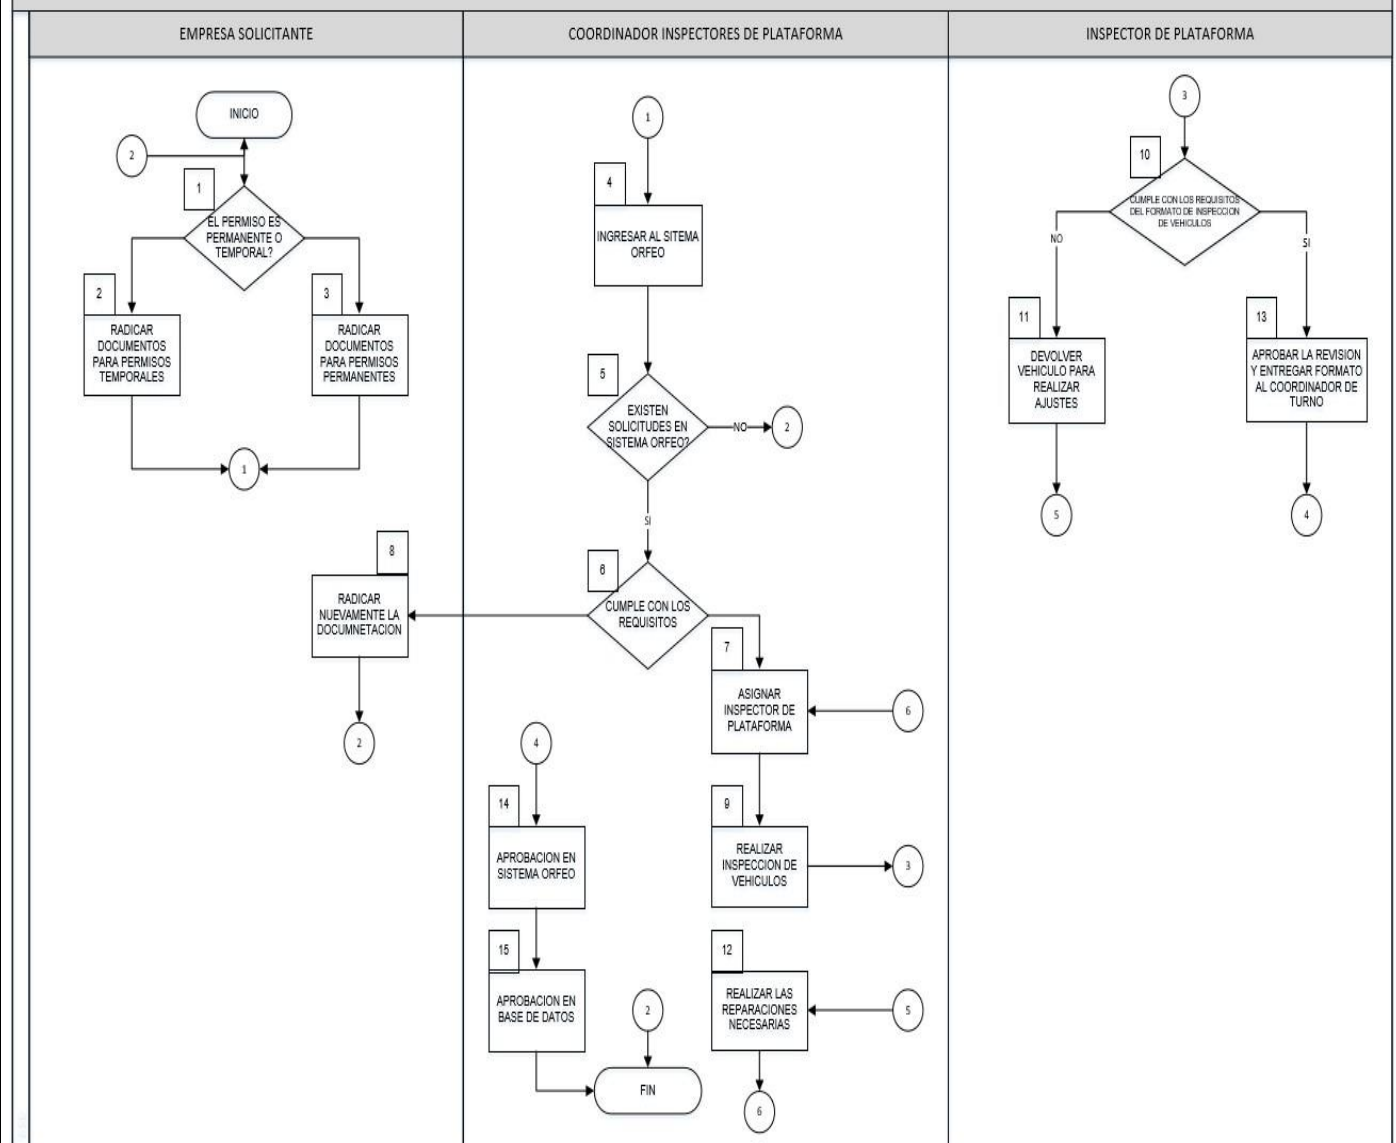 EMPRESA SOLICITANTE
COORDINADOR INSPECTORES DE PLATAFORMA
INSPECTOR DE PLATAFORMA
INICIO
2
1
EL PERMISO ES
PERMANENTE O
TEMPORAL?
2
RADICAR
DOCUMENTOS
PARA PERMISOS
TEMPORALES
3
RADICAR
DOCUMENTOS
PARA PERMISOS
PERMANENTES
1
8
RADICAR
NUEVAMENTE LA
DOCUMNETACION
2
1
4
INGRESAR AL SITEMA
ORFEO
5
EXISTEN
SOLICITUDES EN
SISTEMA ORFEO?
NO
2
SI
6
CUMPLE CON LOS
REQUISITOS
7
ASIGNAR
INSPECTOR DE
PLATAFORMA
6
4
14
APROBACION EN
SISTEMA ORFEO
9
REALIZAR
INSPECCION DE
VEHICULOS
3
15
APROBACION EN
BASE DE DATOS
2
FIN
12
REALIZAR LAS
REPARACIONES
NECESARIAS
5
6
3
10
CUMPLE CON LOS REQUISITOS
DEL FORMATO DE INSPECCION
DE VEHICULOS
NO
SI
11
DEVOLVER
VEHICULO PARA
REALIZAR
AJUSTES
5
13
APROBAR LA REVISION
Y ENTREGAR FORMATO
AL COORDINADOR DE
TURNO
4